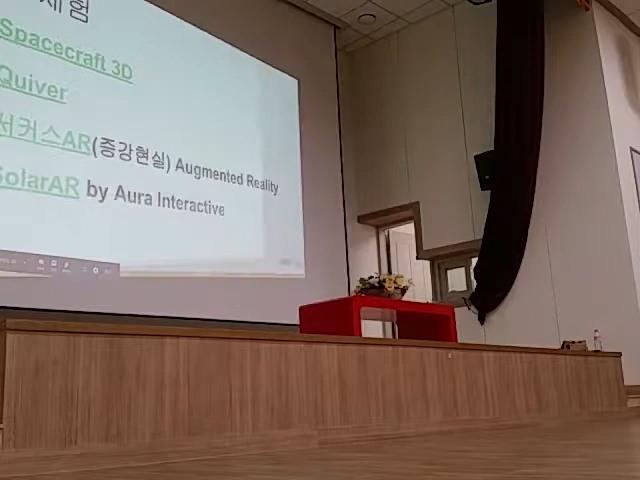 체험
Spacecraft 3D
Quiver
서커스AR(증강현실) Augmented Reality
SolarAR by Aura Interactive